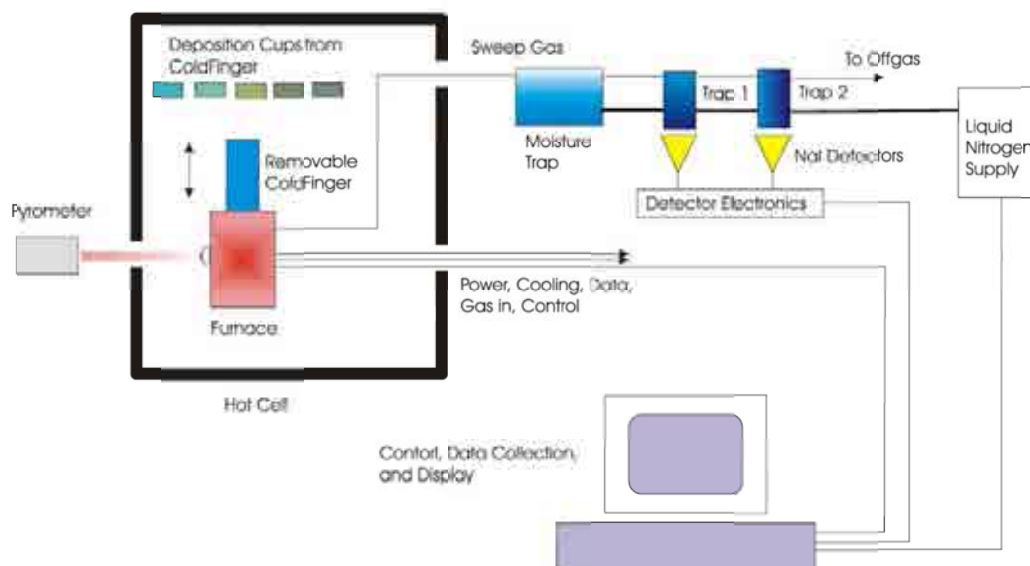 Deposition Cups from
ColdFinger
Sweep Gas
To Offgas
Trap 1
Trap 2
Moisture
Trap
Liquid
Nitrogen
Supply
NaI Detectors
Removable
ColdFinger
Detector Electronics
Pyrometer
Power, Cooling, Data,
Gas in, Control
Furnace
Hot Cell
Contorl, Data Collection,
and Display